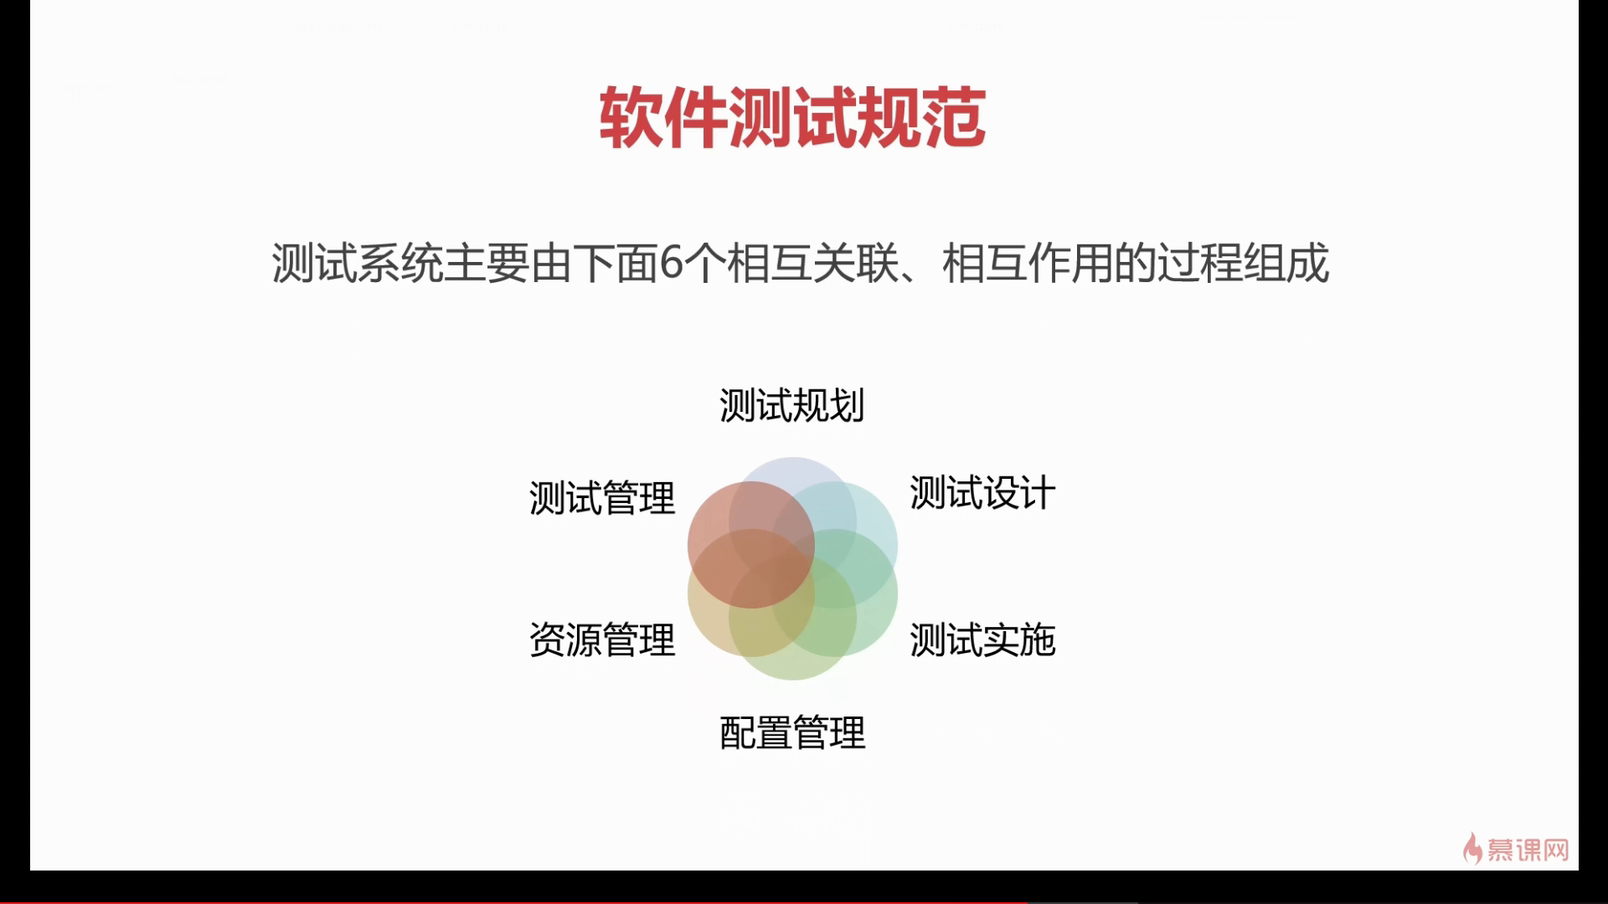 软件测试规范
测试系统主要由下面6个相互关联、相互作用的过程组成
测试规划
测试管理
测试设计
资源管理
测试实施
配置管理
慕课网